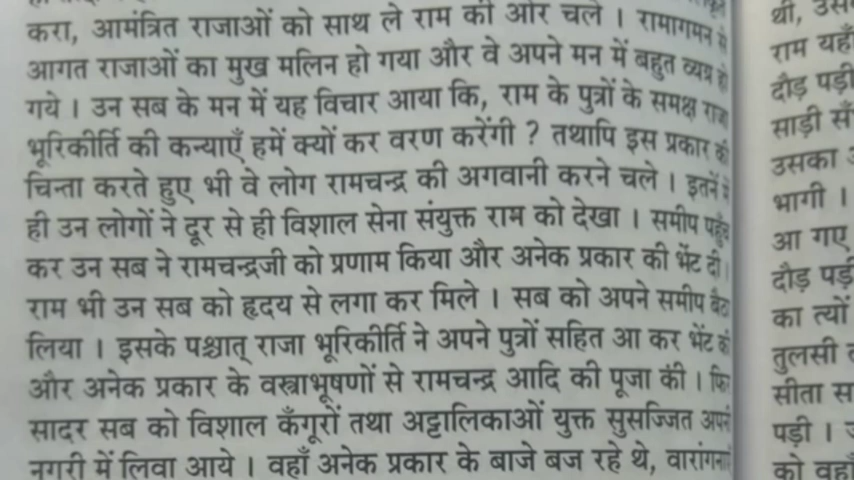 करा, आमंत्रित राजाओं को साथ ले राम की ओर चले । रामागमन से
आगत राजाओं का मुख मलिन हो गया और वे अपने मन में बहुत व्यग्र हो
गये । उन सब के मन में यह विचार आया कि, राम के पुत्रों के समक्ष राजा
भूरिकीर्ति की कन्याएँ हमें क्यों कर वरण करेंगी ? तथापि इस प्रकार की
चिन्ता करते हुए भी वे लोग रामचन्द्र की अगवानी करने चले । इतने में
ही उन लोगों ने दूर से ही विशाल सेना संयुक्त राम को देखा । समीप पहुँच
कर उन सब ने रामचन्द्रजी को प्रणाम किया और अनेक प्रकार की भेंट दी ।
राम भी उन सब को हृदय से लगा कर मिले । सब को अपने समीप बैठा
लिया । इसके पश्चात् राजा भूरिकीर्ति ने अपने पुत्रों सहित आ कर भेंट की
और अनेक प्रकार के वस्त्राभूषणों से रामचन्द्र आदि की पूजा की । फिर
सादर सब को विशाल कँगूरों तथा अट्टालिकाओं युक्त सुसज्जित अपनी
नगरी में लिवा आये । वहाँ अनेक प्रकार के बाजे बज रहे थे, वारांगनाएँ
थी,
राम यहाँ
दौड़ पड़ी
साड़ी
उसका
भागी ।
आ गए
दौड़ पड़ी
का त्यों
तुलसी
सीता
पड़ी ।
को वहाँ